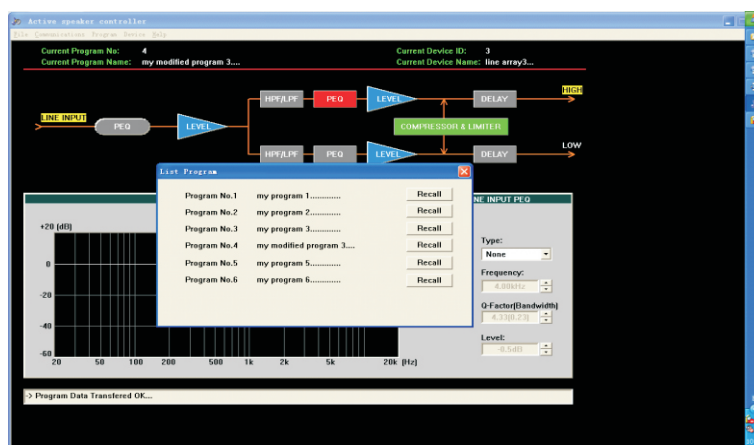 Active speaker controller
File Communications Program Device Help
Current Program No: 4
Current Program Name: my modified program 3....
Current Device ID: 3
Current Device Name: line array3...
HIGH
HPF/LPF PEQ LEVEL DELAY
LINE INPUT
PEQ LEVEL
COMPRESSOR & LIMITER
LOW
HPF/LPF PEQ LEVEL DELAY
List Program
Program No.1 my program 1............
Recall
Program No.2 my program 2............
Recall
Program No.3 my program 3............
Recall
Program No.4 my modified program 3....
Recall
Program No.5 my program 5............
Recall
Program No.6 my program 6............
Recall
INPUT PEQ
Type:
None
Frequency:
4.00kHz
Q-Factor(Bandwidth)
4.33(0.23)
Level:
-0.5dB
+20 (dB)
0
-20
-40
-60
20 50 100 200 500 1k 2k 5k 20k (Hz)
-> Program Data Transfered OK...